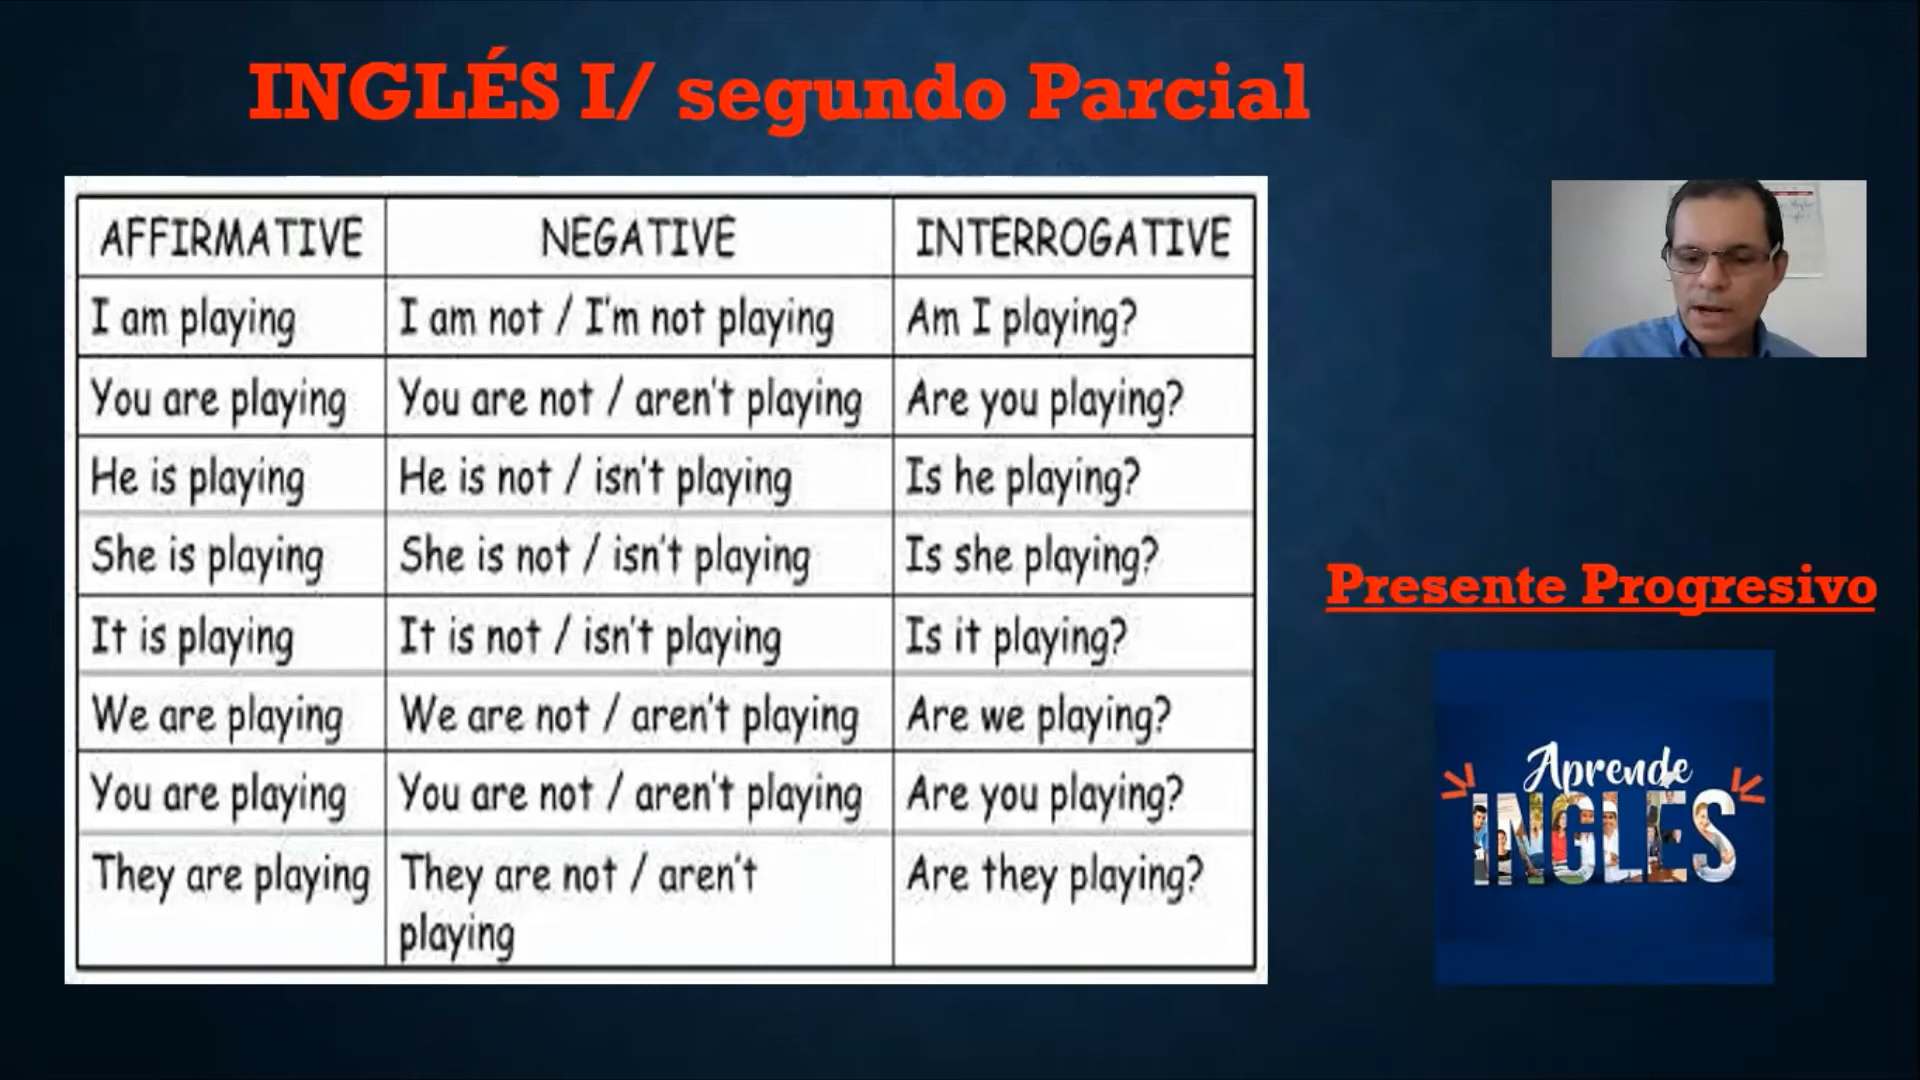 INGLÉS I/ segundo Parcial
AFFIRMATIVE NEGATIVE INTERROGATIVE
I am playing I am not / I'm not playing Am I playing?
You are playing You are not / aren't playing Are you playing?
He is playing He is not / isn't playing Is he playing?
She is playing She is not / isn't playing Is she playing?
It is playing It is not / isn't playing Is it playing?
We are playing We are not / aren't playing Are we playing?
You are playing You are not / aren't playing Are you playing?
They are playing They are not / aren't Are they playing?
playing
Presente Progresivo
Aprende
INGLES